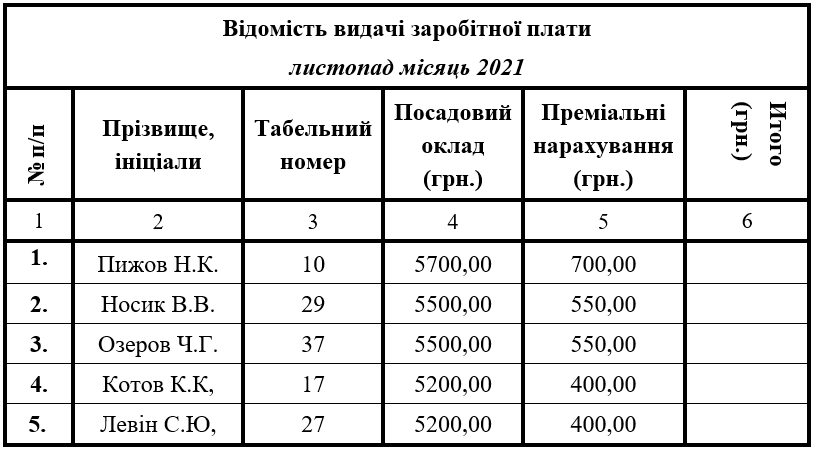 Відомість видачі заробітної плати
листопад місяць 2021
№ п/п
Прізвище,
ініціали
Табельний
номер
Посадовий
оклад
(грн.)
Преміальні
нарахування
(грн.)
Итого
(грн.)
1 2 3 4 5 6
1. Пижов Н.К. 10 5700,00 700,00
2. Носик В.В. 29 5500,00 550,00
3. Озеров Ч.Г. 37 5500,00 550,00
4. Котов К.К, 17 5200,00 400,00
5. Левін С.Ю, 27 5200,00 400,00